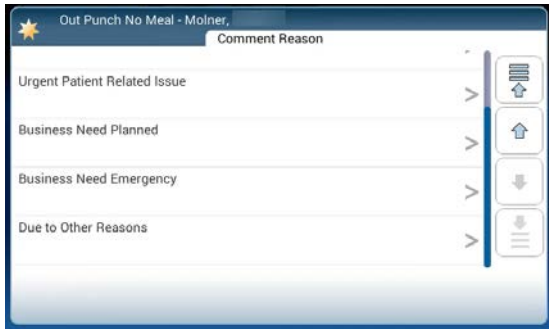 Out Punch No Meal - Molner,
Comment Reason
Urgent Patient Related Issue
Business Need Planned
Business Need Emergency
Due to Other Reasons